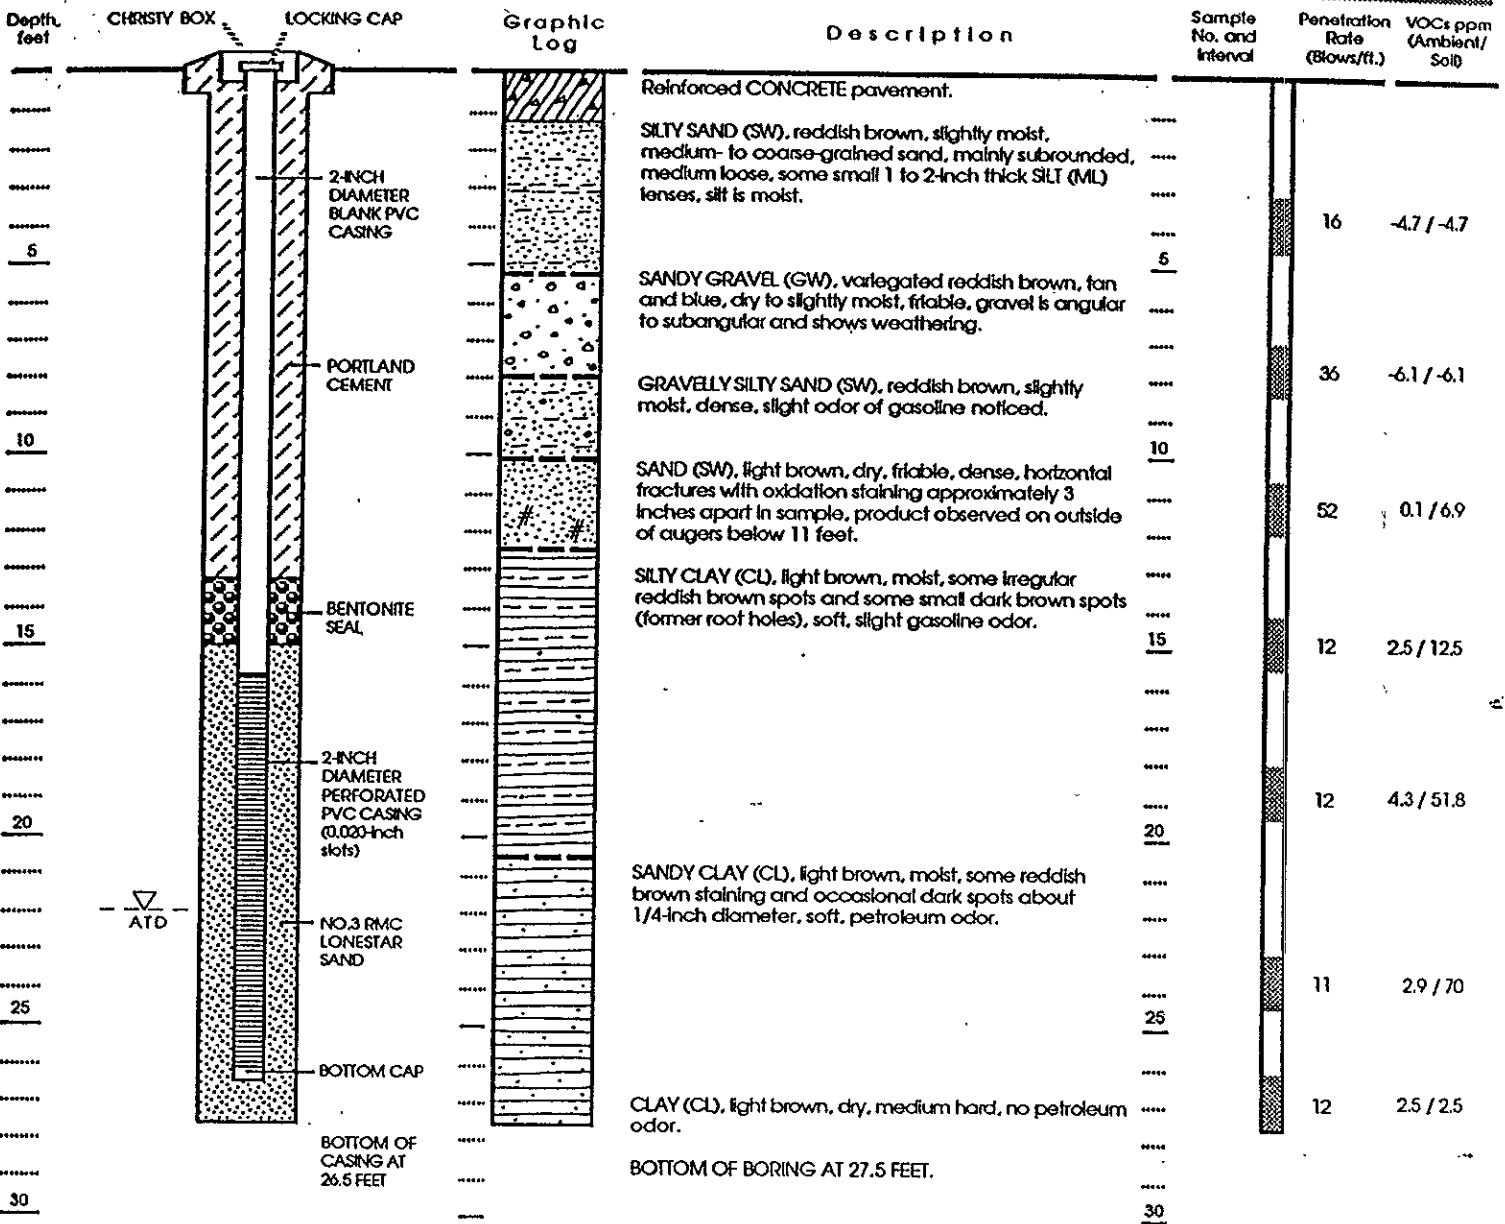 Depth, feet
CHRISTY BOX
LOCKING CAP
Graphic Log
Description
Sample No. and Interval
Penetration Rate (Blows/ft.)
VOCs ppm (Ambient/ Soil)
2-INCH
DIAMETER
BLANK PVC
CASING
PORTLAND
CEMENT
BENTONITE
SEAL
2-INCH
DIAMETER
PERFORATED
PVC CASING
(0.020-inch
slots)
NO.3 RMC
LONESTAR
SAND
BOTTOM CAP
BOTTOM OF
CASING AT
26.5 FEET
ATD
5
10
15
20
25
30
Reinforced CONCRETE pavement.
SILTY SAND (SW), reddish brown, slightly moist,
medium- to coarse-grained sand, mainly subrounded,
medium loose, some small 1 to 2-inch thick SILT (ML)
lenses, silt is moist.
SANDY GRAVEL (GW), variegated reddish brown, tan
and blue, dry to slightly moist, friable, gravel is angular
to subangular and shows weathering.
GRAVELLY SILTY SAND (SW), reddish brown, slightly
moist, dense, slight odor of gasoline noticed.
SAND (SW), light brown, dry, friable, dense, horizontal
fractures with oxidation staining approximately 3
inches apart in sample, product observed on outside
of augers below 11 feet.
SILTY CLAY (CL), light brown, moist, some irregular
reddish brown spots and some small dark brown spots
(former root holes), soft, slight gasoline odor.
SANDY CLAY (CL), light brown, moist, some reddish
brown staining and occasional dark spots about
1/4-inch diameter, soft, petroleum odor.
CLAY (CL), light brown, dry, medium hard, no petroleum
odor.
BOTTOM OF BORING AT 27.5 FEET.
5
10
15
20
25
30
16 -4.7 / -4.7
36 -6.1 / -6.1
52 0.1 / 6.9
12 2.5 / 12.5
12 4.3 / 51.8
11 2.9 / 70
12 2.5 / 2.5